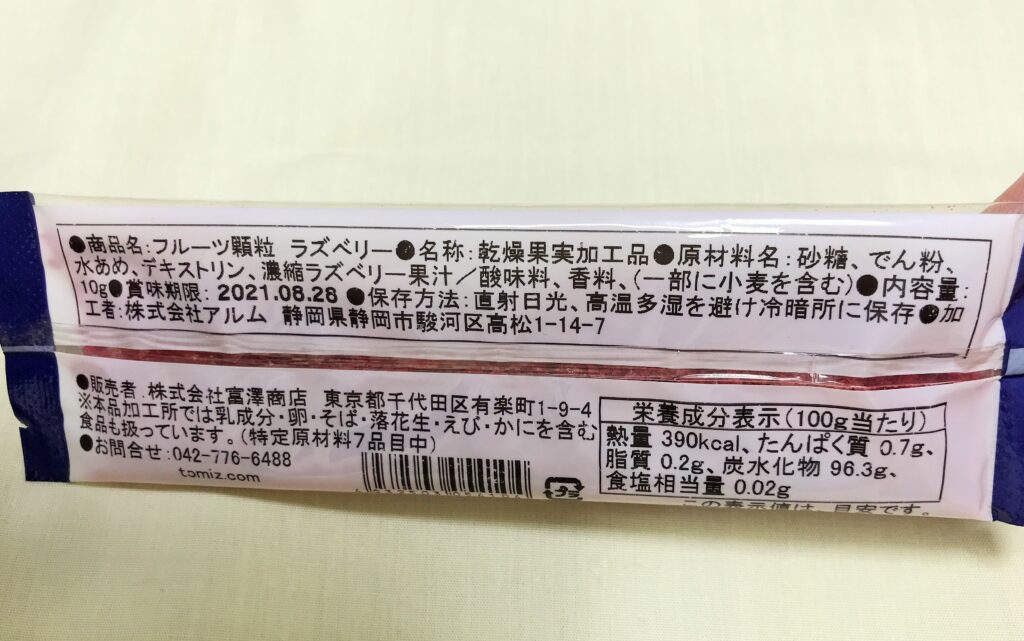 ●商品名:フルーツ顆粒 ラズベリー●名称:乾燥果実加工品●原材料名:砂糖、でん粉、
水あめ、デキストリン、濃縮ラズベリー果汁/酸味料、香料、(一部に小麦を含む)●内容量:
10g●賞味期限: 2021.08.28 ●保存方法:直射日光、高温多湿を避け冷暗所に保存●加
工者:株式会社アルム 静岡県静岡市駿河区高松1-14-7
●販売者 株式会社富澤商店 東京都千代田区有楽町1-9-4
※本品加工所では乳成分・卵・そば・落花生・えび・かにを含む
食品も扱っています。(特定原材料7品目中)
●お問合せ:042-776-6488
tomiz.com
プラ
栄養成分表示(100g当たり)
熱量 390kcal、たんぱく質 0.7g、
脂質 0.2g、炭水化物 96.3g、
食塩相当量 0.02g
この表示値は、目安です。